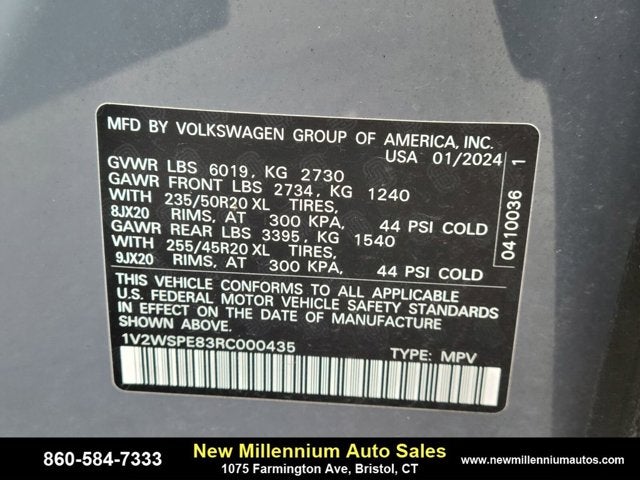 MFD BY VOLKSWAGEN GROUP OF AMERICA, INC.
USA 01/2024
GVWR LBS 6019, KG 2730
GAWR FRONT LBS 2734, KG 1240
WITH 235/50R20 XL TIRES,
8JX20 RIMS, AT 300 KPA, 44 PSI COLD
GAWR REAR LBS 3395, KG 1540
WITH 255/45R20 XL TIRES,
9JX20 RIMS, AT 300 KPA, 44 PSI COLD
THIS VEHICLE CONFORMS TO ALL APPLICABLE
U.S. FEDERAL MOTOR VEHICLE SAFETY STANDARDS
IN EFFECT ON THE DATE OF MANUFACTURE
SHOWN ABOVE.
1V2WSPE83RC000435 TYPE: MPV
0410036 1
860-584-7333
New Millennium Auto Sales
1075 Farmington Ave, Bristol, CT
www.newmillenniumautos.com